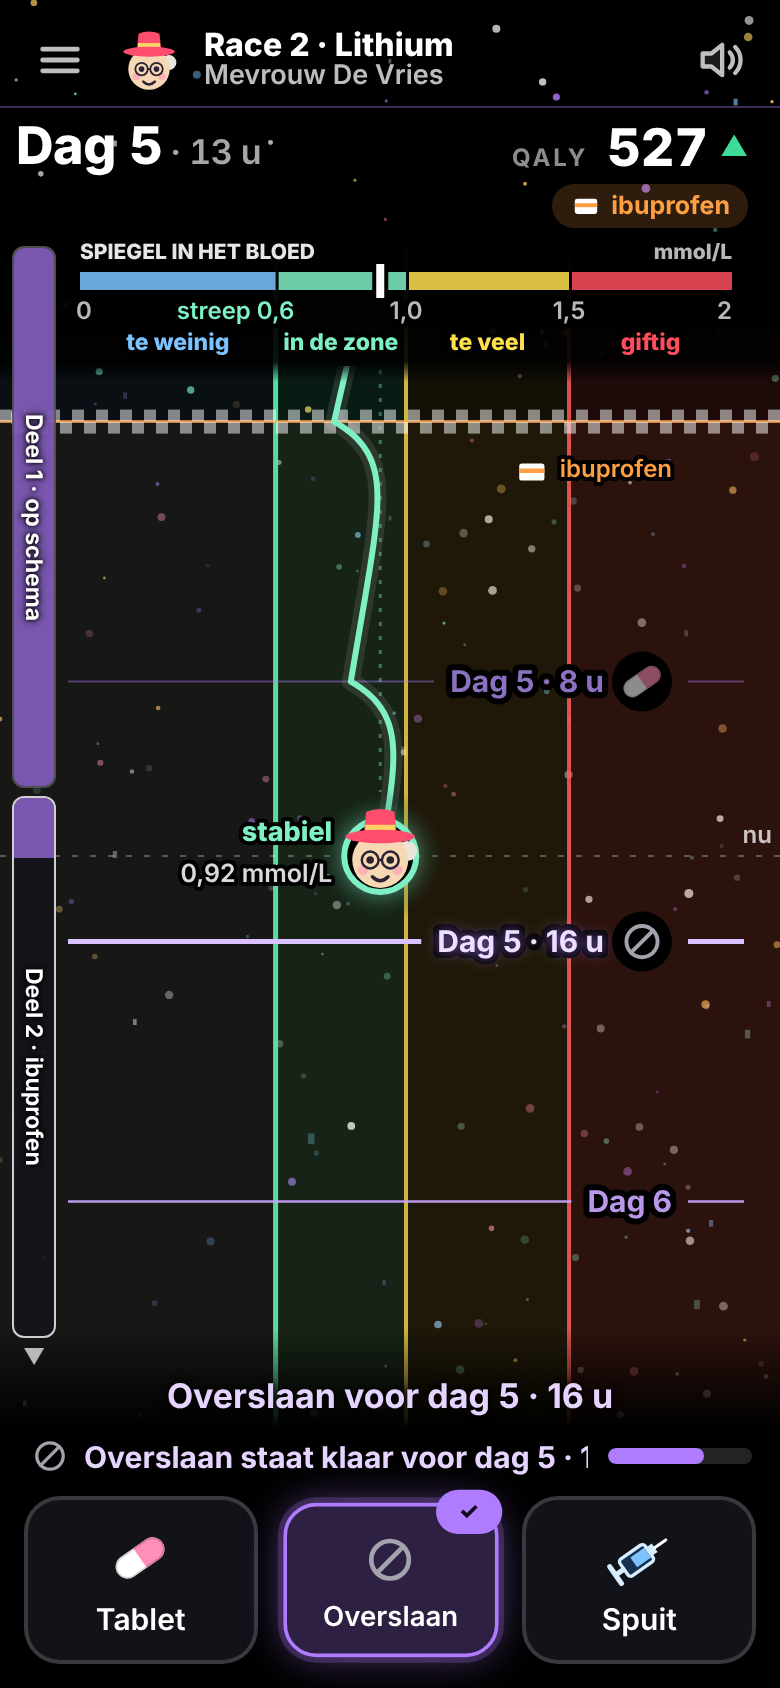 Race 2 · Lithium
Mevrouw De Vries
Dag 5 · 13 u
QALY 527
ibuprofen
SPIEGEL IN HET BLOED
mmol/L
0
streep 0,6
1,0
1,5
2
te weinig
in de zone
te veel
giftig
Deel 1 · op schema
ibuprofen
Dag 5 · 8 u
stabiel
nu
0,92 mmol/L
Dag 5 · 16 u
Deel 2 · ibuprofen
Dag 6
Overslaan voor dag 5 · 16 u
Overslaan staat klaar voor dag 5 · 1
Tablet
Overslaan
Spuit